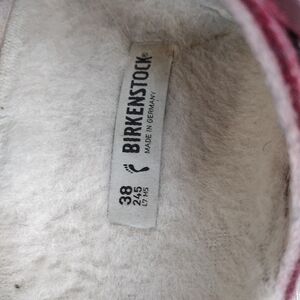 BIRKENSTOCK®
MADE IN GERMANY
38
245
L7 M5